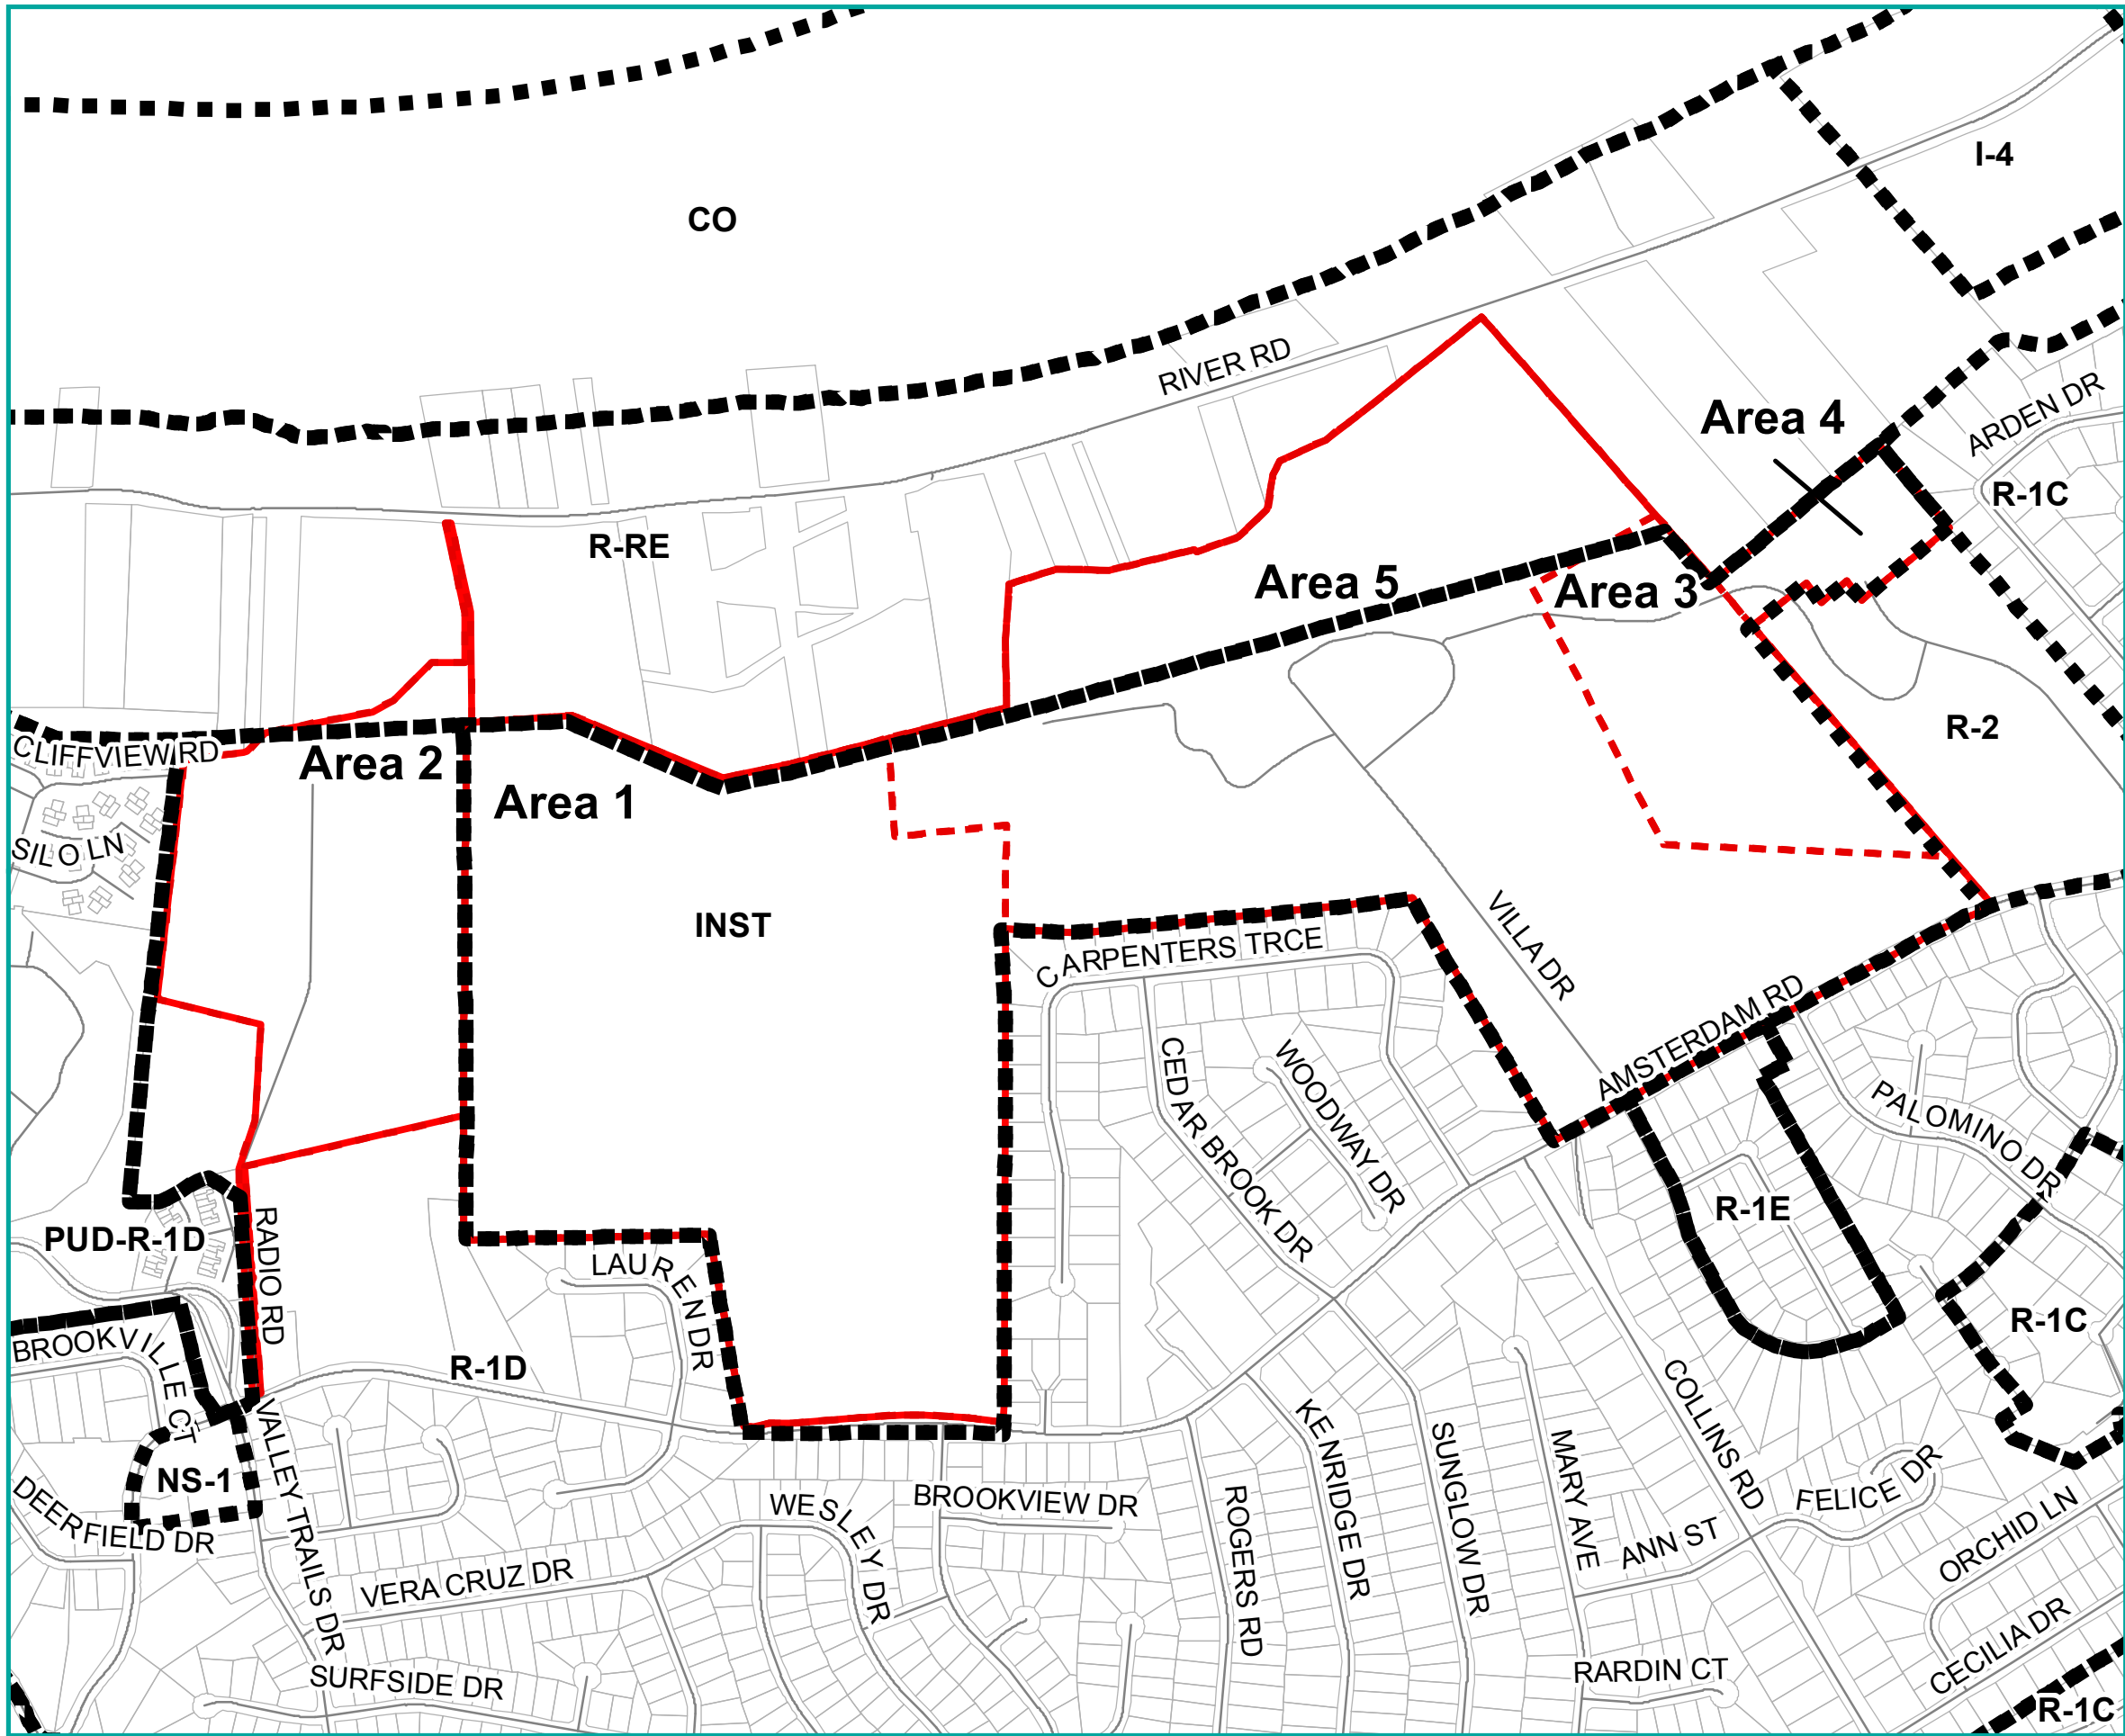 I-4
CO
RIVER RD
ARDEN DR
Area 4
R-1C
R-RE
Area 5
Area 3
R-2
CLIFFVIEW RD
Area 2
Area 1
SILO LN
INST
VILLA DR
CARPENTERS TRCE
AMSTERDAM RD
CEDAR BROOK DR
WOODWAY DR
PALOMINO DR
R-1E
PUD-R-1D
RADIO RD
LAUREN DR
R-1C
BROOKVILLE CT
R-1D
COLLINS RD
VALLEY TRAILS DR
KENRIDGE DR
SUNGLOW DR
MARY AVE
NS-1
DEERFIELD DR
WESLEY DR
BROOKVIEW DR
ROGERS RD
FELICE DR
ANN ST
ORCHID LN
VERA CRUZ DR
CECILIA DR
SURFSIDE DR
RARDIN CT
R-1C